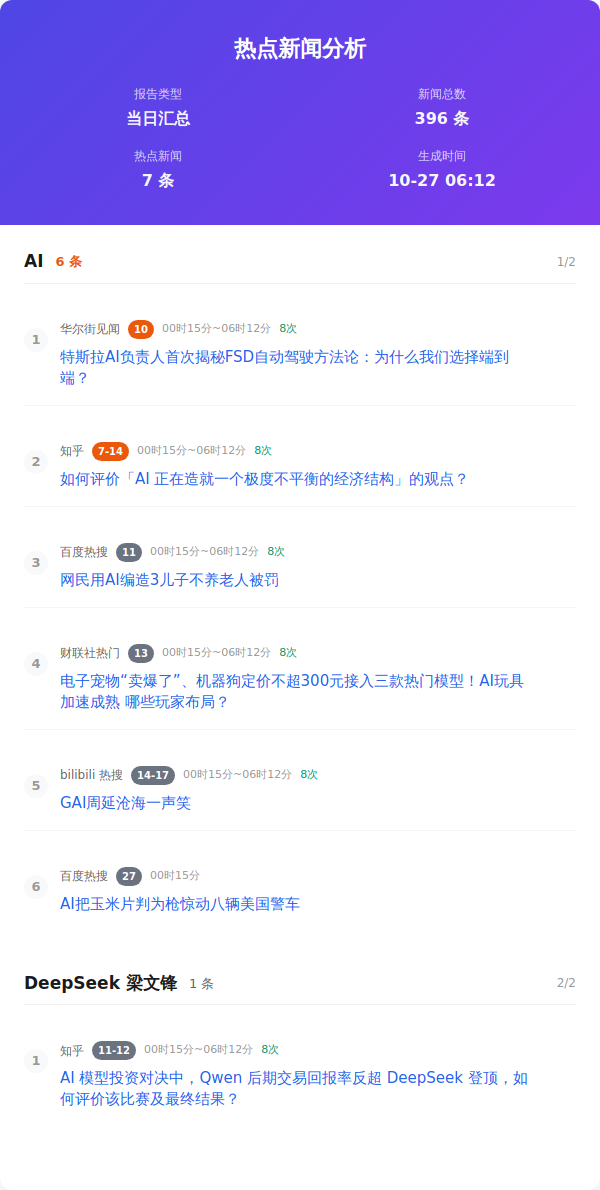 热点新闻分析
报告类型
当日汇总
新闻总数
396 条
热点新闻
7 条
生成时间
10-27 06:12
AI 6 条 1/2
1
华尔街见闻 10 00时15分~06时12分 8次
特斯拉AI负责人首次揭秘FSD自动驾驶方法论：为什么我们选择端到
端？
2
知乎 7-14 00时15分~06时12分 8次
如何评价「AI 正在造就一个极度不平衡的经济结构」的观点？
3
百度热搜 11 00时15分~06时12分 8次
网民用AI编造3儿子不养老人被罚
4
财联社热门 13 00时15分~06时12分 8次
电子宠物“卖爆了”、机器狗定价不超300元接入三款热门模型！AI玩具
加速成熟 哪些玩家布局？
5
bilibili 热搜 14-17 00时15分~06时12分 8次
GAI周延沧海一声笑
6
百度热搜 27 00时15分
AI把玉米片判为枪惊动八辆美国警车
DeepSeek 梁文锋 1 条 2/2
1
知乎 11-12 00时15分~06时12分 8次
AI 模型投资对决中，Qwen 后期交易回报率反超 DeepSeek 登顶，如
何评价该比赛及最终结果？